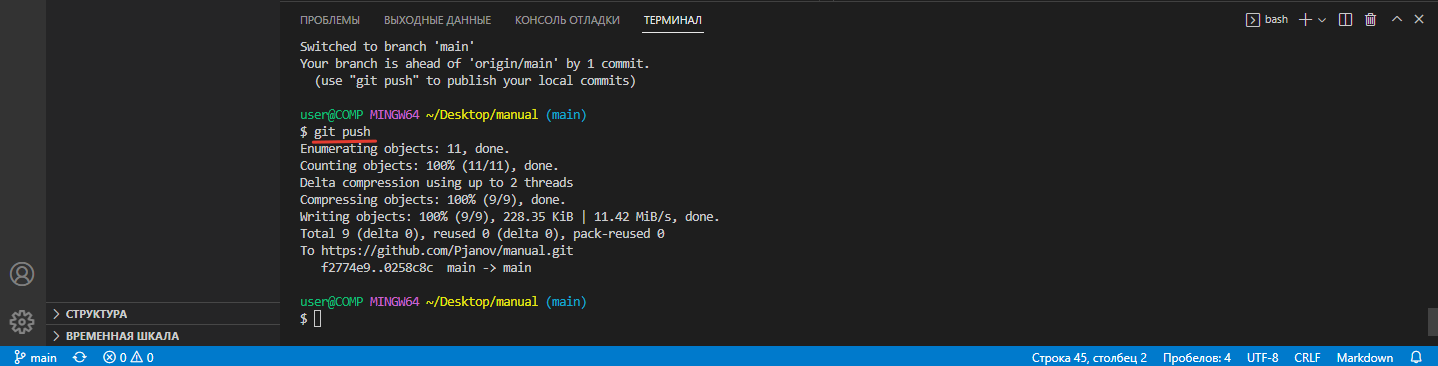 ПРОБЛЕМЫ ВЫХОДНЫЕ ДАННЫЕ КОНСОЛЬ ОТЛАДКИ ТЕРМИНАЛ bash
Switched to branch 'main'
Your branch is ahead of 'origin/main' by 1 commit.
(use "git push" to publish your local commits)
user@COMP MINGW64 ~/Desktop/manual (main)
$ git push
Enumerating objects: 11, done.
Counting objects: 100% (11/11), done.
Delta compression using up to 2 threads
Compressing objects: 100% (9/9), done.
Writing objects: 100% (9/9), 228.35 KiB | 11.42 MiB/s, done.
Total 9 (delta 0), reused 0 (delta 0), pack-reused 0
To https://github.com/Pjanov/manual.git
f2774e9..0258c8c main -> main
user@COMP MINGW64 ~/Desktop/manual (main)
$
СТРУКТУРА
ВРЕМЕННАЯ ШКАЛА
main 0 0 Строка 45, столбец 2 Пробелов: 4 UTF-8 CRLF Markdown